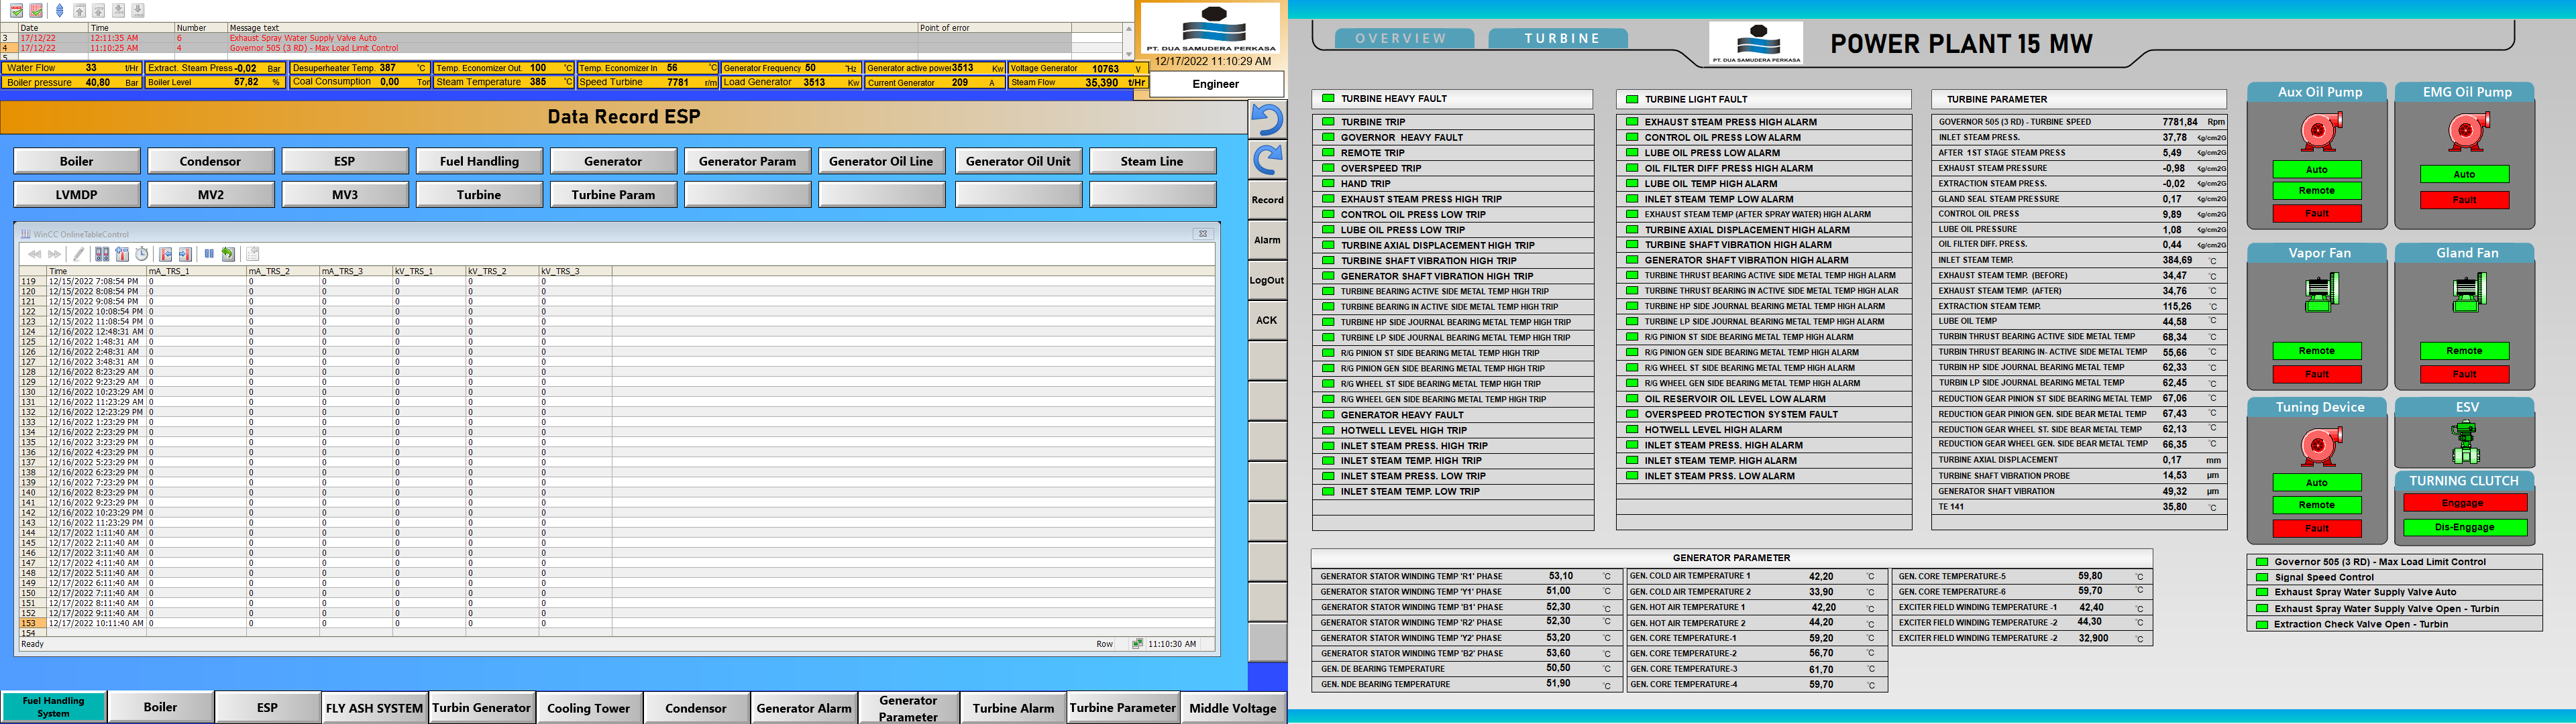 Date Time Number Message text Point of error
3 17/12/22 12:11:35 AM 6 Exhaust Spray Water Supply Valve Auto
4 17/12/22 11:10:25 AM 4 Governor 505 (3 RD) - Max Load Limit Control
5
PT. DUA SAMUDERA PERKASA
12/17/2022 11:10:29 AM
Engineer
Water Flow 33 t/Hr Extract. Steam Press -0,02 Bar Desuperheater Temp. 387 °C Temp. Economizer Out 100 °C Temp. Economizer In 56 °C Generator Frequency 50 Hz Generator active power 3513 Kw Voltage Generator 10763 V
Boiler pressure 40,80 Bar Boiler Level 57,82 % Coal Consumption 0,00 Ton Steam Temperature 385 °C Speed Turbine 7781 r/m Load Generator 3513 Kw Current Generator 209 A Steam Flow 35,390 t/Hr
Data Record ESP
Boiler Condensor ESP Fuel Handling Generator Generator Param Generator Oil Line Generator Oil Unit Steam Line
LVMDP MV2 MV3 Turbine Turbine Param
Record
Alarm
LogOut
ACK
WinCC OnlineTableControl
Time mA_TRS_1 mA_TRS_2 mA_TRS_3 kV_TRS_1 kV_TRS_2 kV_TRS_3
119 12/15/2022 7:08:54 PM 0 0 0 0 0 0
120 12/15/2022 8:08:54 PM 0 0 0 0 0 0
121 12/15/2022 9:08:54 PM 0 0 0 0 0 0
122 12/15/2022 10:08:54 PM 0 0 0 0 0 0
123 12/15/2022 11:08:54 PM 0 0 0 0 0 0
124 12/16/2022 12:48:31 AM 0 0 0 0 0 0
125 12/16/2022 1:48:31 AM 0 0 0 0 0 0
126 12/16/2022 2:48:31 AM 0 0 0 0 0 0
127 12/16/2022 3:48:31 AM 0 0 0 0 0 0
128 12/16/2022 8:23:29 AM 0 0 0 0 0 0
129 12/16/2022 9:23:29 AM 0 0 0 0 0 0
130 12/16/2022 10:23:29 AM 0 0 0 0 0 0
131 12/16/2022 11:23:29 AM 0 0 0 0 0 0
132 12/16/2022 12:23:29 PM 0 0 0 0 0 0
133 12/16/2022 1:23:29 PM 0 0 0 0 0 0
134 12/16/2022 2:23:29 PM 0 0 0 0 0 0
135 12/16/2022 3:23:29 PM 0 0 0 0 0 0
136 12/16/2022 4:23:29 PM 0 0 0 0 0 0
137 12/16/2022 5:23:29 PM 0 0 0 0 0 0
138 12/16/2022 6:23:29 PM 0 0 0 0 0 0
139 12/16/2022 7:23:29 PM 0 0 0 0 0 0
140 12/16/2022 8:23:29 PM 0 0 0 0 0 0
141 12/16/2022 9:23:29 PM 0 0 0 0 0 0
142 12/16/2022 10:23:29 PM 0 0 0 0 0 0
143 12/16/2022 11:23:29 PM 0 0 0 0 0 0
144 12/17/2022 1:11:40 AM 0 0 0 0 0 0
145 12/17/2022 2:11:40 AM 0 0 0 0 0 0
146 12/17/2022 3:11:40 AM 0 0 0 0 0 0
147 12/17/2022 4:11:40 AM 0 0 0 0 0 0
148 12/17/2022 5:11:40 AM 0 0 0 0 0 0
149 12/17/2022 6:11:40 AM 0 0 0 0 0 0
150 12/17/2022 7:11:40 AM 0 0 0 0 0 0
151 12/17/2022 8:11:40 AM 0 0 0 0 0 0
152 12/17/2022 9:11:40 AM 0 0 0 0 0 0
153 12/17/2022 10:11:40 AM 0 0 0 0 0 0
154
Ready Row 11:10:30 AM
Fuel Handling System Boiler ESP FLY ASH SYSTEM Turbin Generator Cooling Tower Condensor Generator Alarm Generator Parameter Turbine Alarm Turbine Parameter Middle Voltage
OVERVIEW TURBINE
PT. DUA SAMUDERA PERKASA
POWER PLANT 15 MW
TURBINE HEAVY FAULT
TURBINE TRIP
GOVERNOR HEAVY FAULT
REMOTE TRIP
OVERSPEED TRIP
HAND TRIP
EXHAUST STEAM PRESS HIGH TRIP
CONTROL OIL PRESS LOW TRIP
LUBE OIL PRESS LOW TRIP
TURBINE AXIAL DISPLACEMENT HIGH TRIP
TURBINE SHAFT VIBRATION HIGH TRIP
GENERATOR SHAFT VIBRATION HIGH TRIP
TURBINE BEARING ACTIVE SIDE METAL TEMP HIGH TRIP
TURBINE BEARING IN ACTIVE SIDE METAL TEMP HIGH TRIP
TURBINE HP SIDE JOURNAL BEARING METAL TEMP HIGH TRIP
TURBINE LP SIDE JOURNAL BEARING METAL TEMP HIGH TRIP
R/G PINION ST SIDE BEARING METAL TEMP HIGH TRIP
R/G PINION GEN SIDE BEARING METAL TEMP HIGH TRIP
R/G WHEEL ST SIDE BEARING METAL TEMP HIGH TRIP
R/G WHEEL GEN SIDE BEARING METAL TEMP HIGH TRIP
GENERATOR HEAVY FAULT
HOTWELL LEVEL HIGH TRIP
INLET STEAM PRESS. HIGH TRIP
INLET STEAM TEMP. HIGH TRIP
INLET STEAM PRESS. LOW TRIP
INLET STEAM TEMP. LOW TRIP
TURBINE LIGHT FAULT
EXHAUST STEAM PRESS HIGH ALARM
CONTROL OIL PRESS LOW ALARM
LUBE OIL PRESS LOW ALARM
OIL FILTER DIFF PRESS HIGH ALARM
LUBE OIL TEMP HIGH ALARM
INLET STEAM TEMP LOW ALARM
EXHAUST STEAM TEMP (AFTER SPRAY WATER) HIGH ALARM
TURBINE AXIAL DISPLACEMENT HIGH ALARM
TURBINE SHAFT VIBRATION HIGH ALARM
GENERATOR SHAFT VIBRATION HIGH ALARM
TURBINE THRUST BEARING ACTIVE SIDE METAL TEMP HIGH ALARM
TURBINE THRUST BEARING IN ACTIVE SIDE METAL TEMP HIGH ALAR
TURBINE HP SIDE JOURNAL BEARING METAL TEMP HIGH ALARM
TURBINE LP SIDE JOURNAL BEARING METAL TEMP HIGH ALARM
R/G PINION ST SIDE BEARING METAL TEMP HIGH ALARM
R/G PINION GEN SIDE BEARING METAL TEMP HIGH ALARM
R/G WHEEL ST SIDE BEARING METAL TEMP HIGH ALARM
R/G WHEEL GEN SIDE BEARING METAL TEMP HIGH ALARM
OIL RESERVOIR OIL LEVEL LOW ALARM
OVERSPEED PROTECTION SYSTEM FAULT
HOTWELL LEVEL HIGH ALARM
INLET STEAM PRESS. HIGH ALARM
INLET STEAM TEMP. HIGH ALARM
INLET STEAM PRSS. LOW ALARM
TURBINE PARAMETER
GOVERNOR 505 (3 RD) - TURBINE SPEED 7781,84 Rpm
INLET STEAM PRESS. 37,78 Kg/cm2G
AFTER 1ST STAGE STEAM PRESS 5,49 Kg/cm2G
EXHAUST STEAM PRESSURE -0,98 Kg/cm2G
EXTRACTION STEAM PRESS. -0,02 Kg/cm2G
GLAND SEAL STEAM PRESSURE 0,17 Kg/cm2G
CONTROL OIL PRESS 9,89 Kg/cm2G
LUBE OIL PRESSURE 1,08 Kg/cm2G
OIL FILTER DIFF. PRESS. 0,44 Kg/cm2G
INLET STEAM TEMP. 384,69 °C
EXHAUST STEAM TEMP. (BEFORE) 34,47 °C
EXHAUST STEAM TEMP. (AFTER) 34,76 °C
EXTRACTION STEAM TEMP. 115,26 °C
LUBE OIL TEMP 44,58 °C
TURBIN THRUST BEARING ACTIVE SIDE METAL TEMP 68,34 °C
TURBIN THRUST BEARING IN- ACTIVE SIDE METAL TEMP 55,66 °C
TURBIN HP SIDE JOURNAL BEARING METAL TEMP 62,33 °C
TURBIN LP SIDE JOURNAL BEARING METAL TEMP 62,45 °C
REDUCTION GEAR PINION ST SIDE BEARING METAL TEMP 67,06 °C
REDUCTION GEAR PINION GEN. SIDE BEAR METAL TEMP 67,43 °C
REDUCTION GEAR WHEEL ST. SIDE BEAR METAL TEMP 62,13 °C
REDUCTION GEAR WHEEL GEN. SIDE BEAR METAL TEMP 66,35 °C
TURBINE AXIAL DISPLACEMENT 0,17 mm
TURBINE SHAFT VIBRATION PROBE 14,53 µm
GENERATOR SHAFT VIBRATION 49,32 µm
TE 141 35,80 °C
GENERATOR PARAMETER
GENERATOR STATOR WINDING TEMP 'R1' PHASE 53,10 °C
GENERATOR STATOR WINDING TEMP 'Y1' PHASE 51,00 °C
GENERATOR STATOR WINDING TEMP 'B1' PHASE 52,30 °C
GENERATOR STATOR WINDING TEMP 'R2' PHASE 52,30 °C
GENERATOR STATOR WINDING TEMP 'Y2' PHASE 53,20 °C
GENERATOR STATOR WINDING TEMP 'B2' PHASE 53,60 °C
GEN. DE BEARING TEMPERATURE 50,50 °C
GEN. NDE BEARING TEMPERATURE 51,90 °C
GEN. COLD AIR TEMPERATURE 1 42,20 °C
GEN. COLD AIR TEMPERATURE 2 33,90 °C
GEN. HOT AIR TEMPERATURE 1 42,20 °C
GEN. HOT AIR TEMPERATURE 2 44,20 °C
GEN. CORE TEMPERATURE-1 59,20 °C
GEN. CORE TEMPERATURE-2 56,70 °C
GEN. CORE TEMPERATURE-3 61,70 °C
GEN. CORE TEMPERATURE-4 59,70 °C
GEN. CORE TEMPERATURE-5 59,80 °C
GEN. CORE TEMPERATURE-6 59,70 °C
EXCITER FIELD WINDING TEMPERATURE -1 42,40 °C
EXCITER FIELD WINDING TEMPERATURE -2 44,30 °C
EXCITER FIELD WINDING TEMPERATURE -2 32,900 °C
Aux Oil Pump
Auto
Remote
Fault
EMG Oil Pump
Auto
Fault
Vapor Fan
Remote
Fault
Gland Fan
Remote
Fault
Tuning Device
Auto
Remote
Fault
ESV
TURNING CLUTCH
Enggage
Dis-Enggage
Governor 505 (3 RD) - Max Load Limit Control
Signal Speed Control
Exhaust Spray Water Supply Valve Auto
Exhaust Spray Water Supply Valve Open - Turbin
Extraction Check Valve Open - Turbin